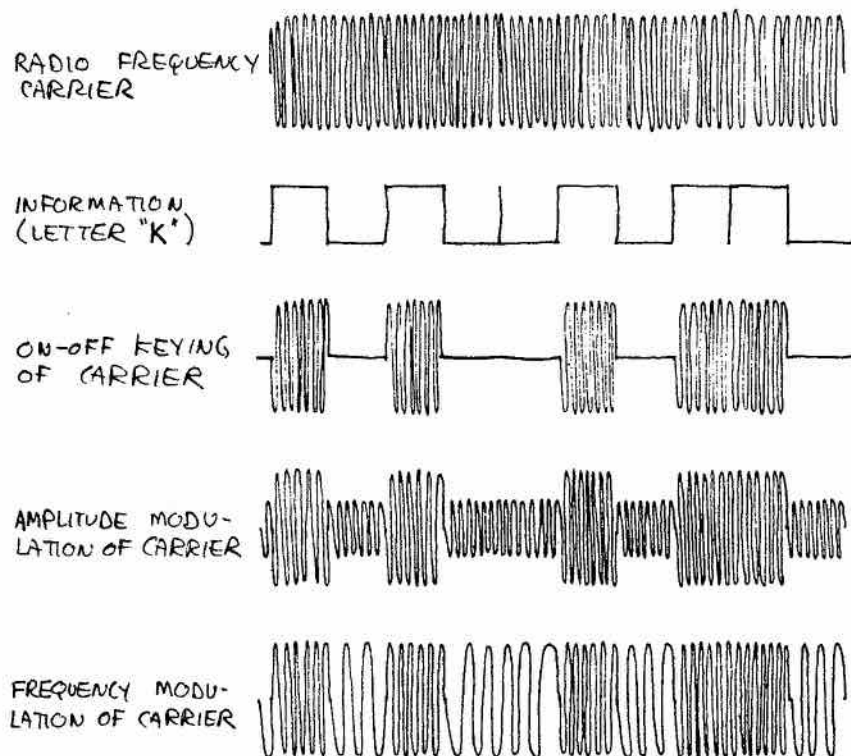 RADIO FREQUENCY
CARRIER
INFORMATION
(LETTER "K")
ON-OFF KEYING
OF CARRIER
AMPLITUDE MODU-
LATION OF CARRIER
FREQUENCY MODU-
LATION OF CARRIER